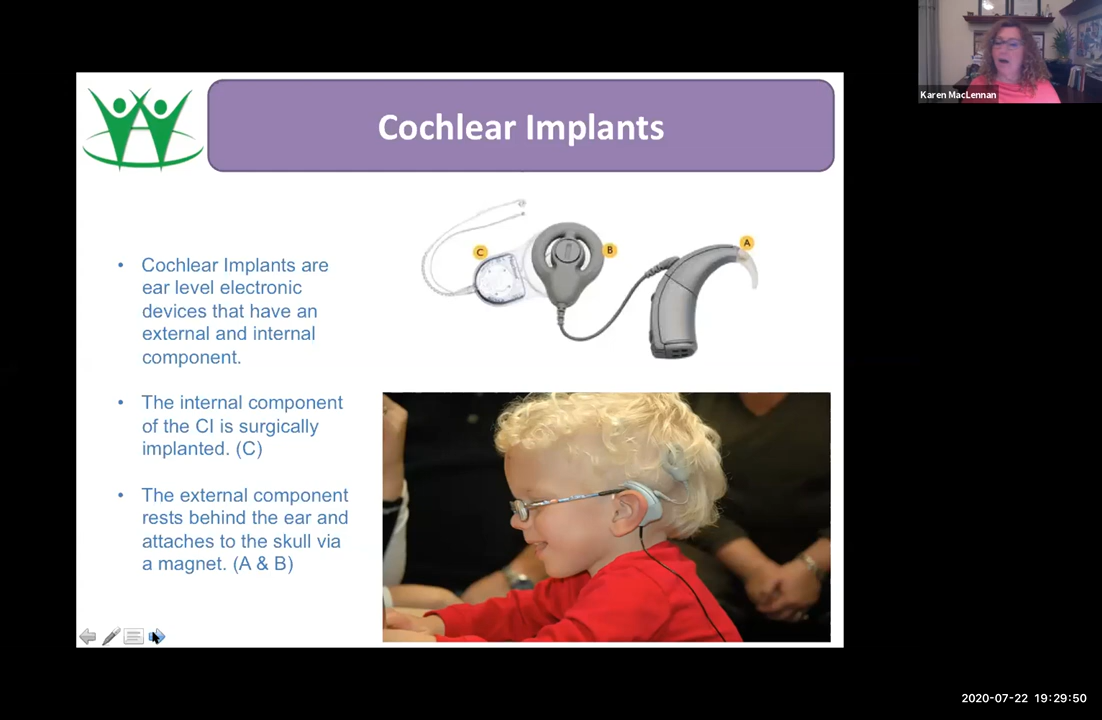 Karen MacLennan
Cochlear Implants
A
B
C
• Cochlear Implants are
ear level electronic
devices that have an
external and internal
component.
• The internal component
of the CI is surgically
implanted. (C)
• The external component
rests behind the ear and
attaches to the skull via
a magnet. (A & B)
2020-07-22 19:29:50